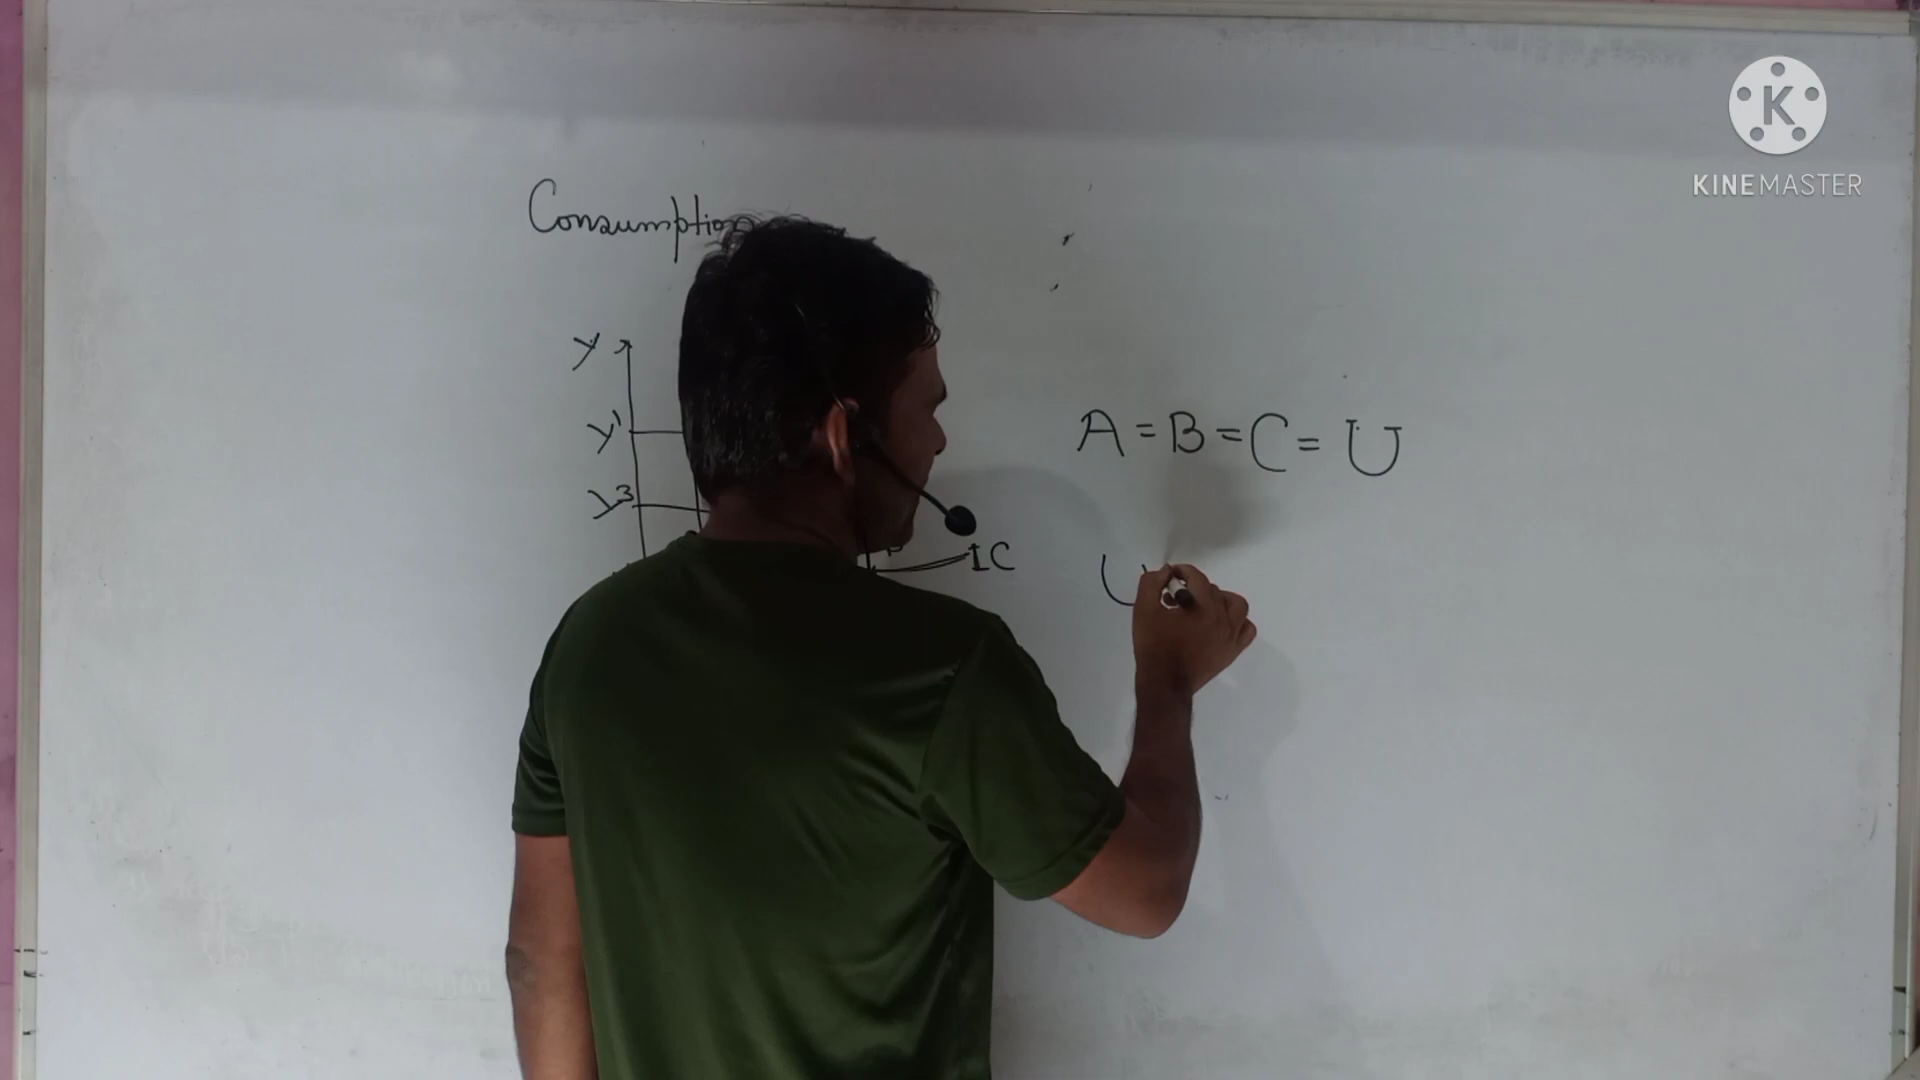 KINEMASTER
Consumption
Y
Y¹
A = B = C = U
Y³
IC
U